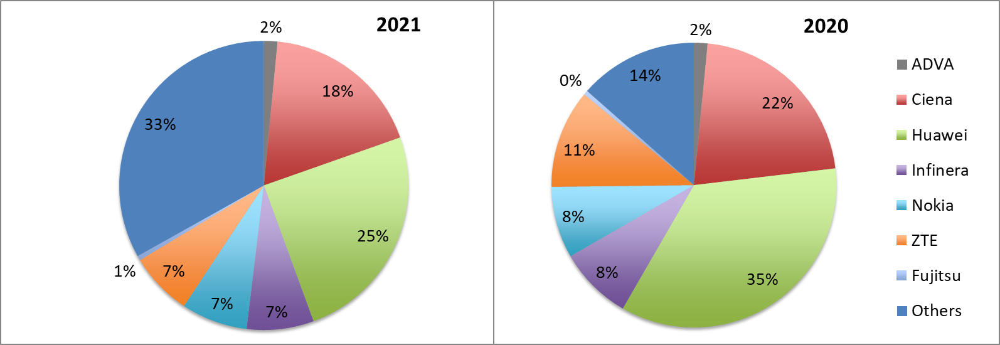 2021
2%
18%
33%
25%
1%
7%
7%
7%
2020
2%
0%
14%
22%
11%
8%
8%
35%
ADVA
Ciena
Huawei
Infinera
Nokia
ZTE
Fujitsu
Others